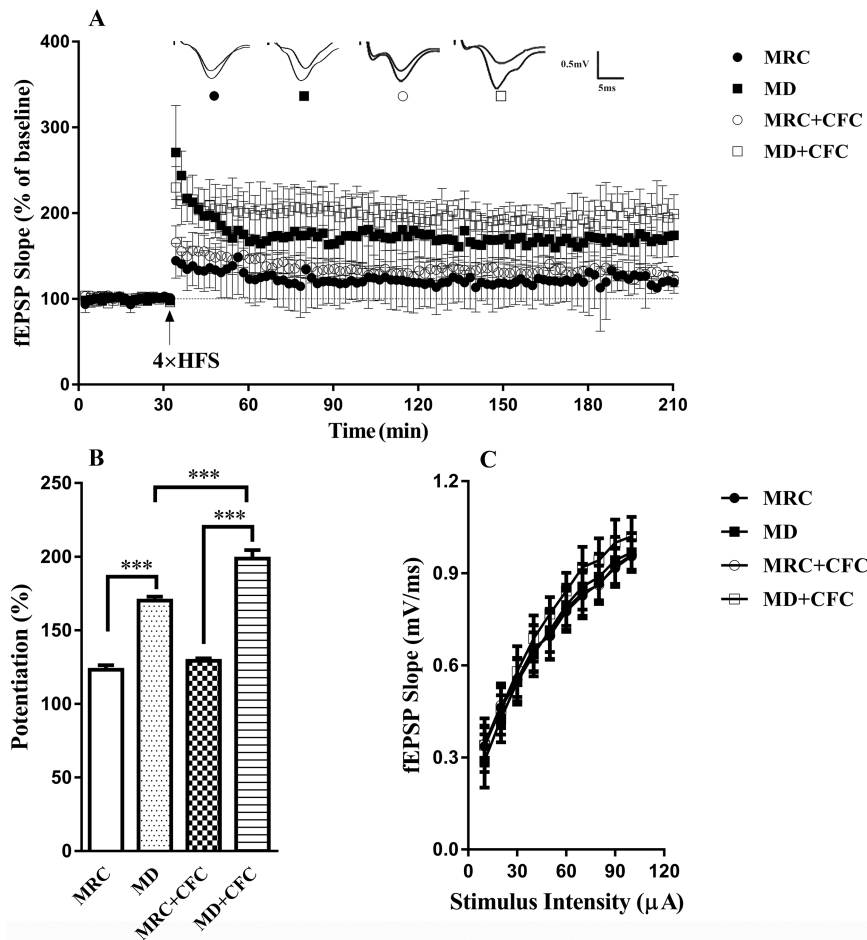 A
400
300
200
100
0
fEPSP Slope (% of baseline)
0.5mV
5ms
4×HFS
0
30
60
90
120
150
180
210
Time (min)
MRC
MD
MRC+CFC
MD+CFC
B
250
200
150
100
50
0
Potentiation (%)
***
***
***
MRC
MD
MRC+CFC
MD+CFC
C
1.2
0.9
0.6
0.3
0.0
fEPSP Slope (mV/ms)
0
30
60
90
120
Stimulus Intensity (μA)
MRC
MD
MRC+CFC
MD+CFC